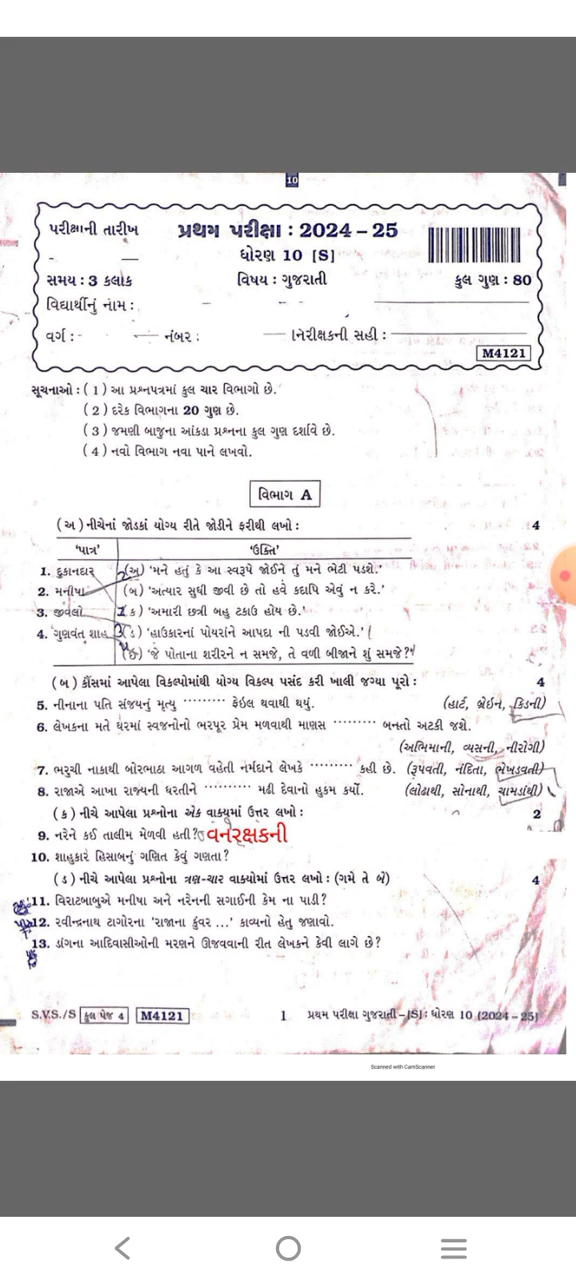 10
પરીક્ષાની તારીખ પ્રથમ પરીક્ષા : 2024 – 25
ધોરણ 10 [S]
સમય : 3 કલાક વિષય : ગુજરાતી કુલ ગુણ : 80
વિદ્યાર્થીનું નામ :
વર્ગ : નંબર : નિરીક્ષકની સહી :
M4121
સૂચનાઓ : ( 1 ) આ પ્રશ્નપત્રમાં કુલ ચાર વિભાગો છે.
( 2 ) દરેક વિભાગના 20 ગુણ છે.
( 3 ) જમણી બાજુના આંકડા પ્રશ્નના કુલ ગુણ દર્શાવે છે.
( 4 ) નવો વિભાગ નવા પાને લખવો.
વિભાગ A
( અ ) નીચેનાં જોડકાં યોગ્ય રીતે જોડીને ફરીથી લખો : 4
'પાત્ર' 'ઉક્તિ'
1. દુકાનદાર 2 (અ) 'મને હતું કે આ સ્વરૂપે જોઈને તું મને ભેટી પડશે.'
2. મનીષા (બ) 'અત્યાર સુધી જીવી છે તો હવે કદાપિ એવું ન કરે.'
3. જીવલો 1 ક) 'અમારી છત્રી બહુ ટકાઉ હોય છે.'
4. ગુણવંત શાહ 3 ડ) 'હાઉકારનાં પોયરાંને આપદા ની પડવી જોઈએ.'
4 (ઇ) 'જે પોતાના શરીરને ન સમજે, તે વળી બીજાને શું સમજે?'
( બ ) કૌંસમાં આપેલા વિકલ્પોમાંથી યોગ્ય વિકલ્પ પસંદ કરી ખાલી જગ્યા પૂરો : 4
5. નીનાના પતિ સંજયનું મૃત્યુ ......... ફેઇલ થવાથી થયું. (હાર્ટ, બ્રેઇન, કિડની)
6. લેખકના મતે ઘરમાં સ્વજનોનો ભરપૂર પ્રેમ મળવાથી માણસ ......... બનતો અટકી જશે.
(અભિમાની, વ્યસની, નીરોગી)
7. ભરુચી નાકાથી બોરભાઠા આગળ વહેતી નર્મદાને લેખકે ......... કહી છે. (રૂપવતી, નંદિતા, ભેખડવતી)
8. રાજાએ આખા રાજ્યની ધરતીને .......... મઢી દેવાનો હુકમ કર્યો. (લોઢાથી, સોનાથી, ચામડાંથી)
( ક ) નીચે આપેલા પ્રશ્નોના એક વાક્યમાં ઉત્તર લખો : 2
9. નરેને કઈ તાલીમ મેળવી હતી? વનરક્ષકની
10. શાહુકારે હિસાબનું ગણિત કેવું ગણતા?
( ડ ) નીચે આપેલા પ્રશ્નોના ત્રણ-ચાર વાક્યોમાં ઉત્તર લખો : (ગમે તે બે) 4
11. વિરાટબાબુએ મનીષા અને નરેનની સગાઈની કેમ ના પાડી?
12. રવીન્દ્રનાથ ટાગોરના 'રાજાના કુંવર ...' કાવ્યનો હેતુ જણાવો.
13. ડાંગના આદિવાસીઓની મરણને ઊજવવાની રીત લેખકને કેવી લાગે છે?
S.V.S./S કુલ પેજ 4 M4121 1 પ્રથમ પરીક્ષા ગુજરાતી – [S] : ધોરણ 10 (2024 – 25)
Scanned with CamScanner